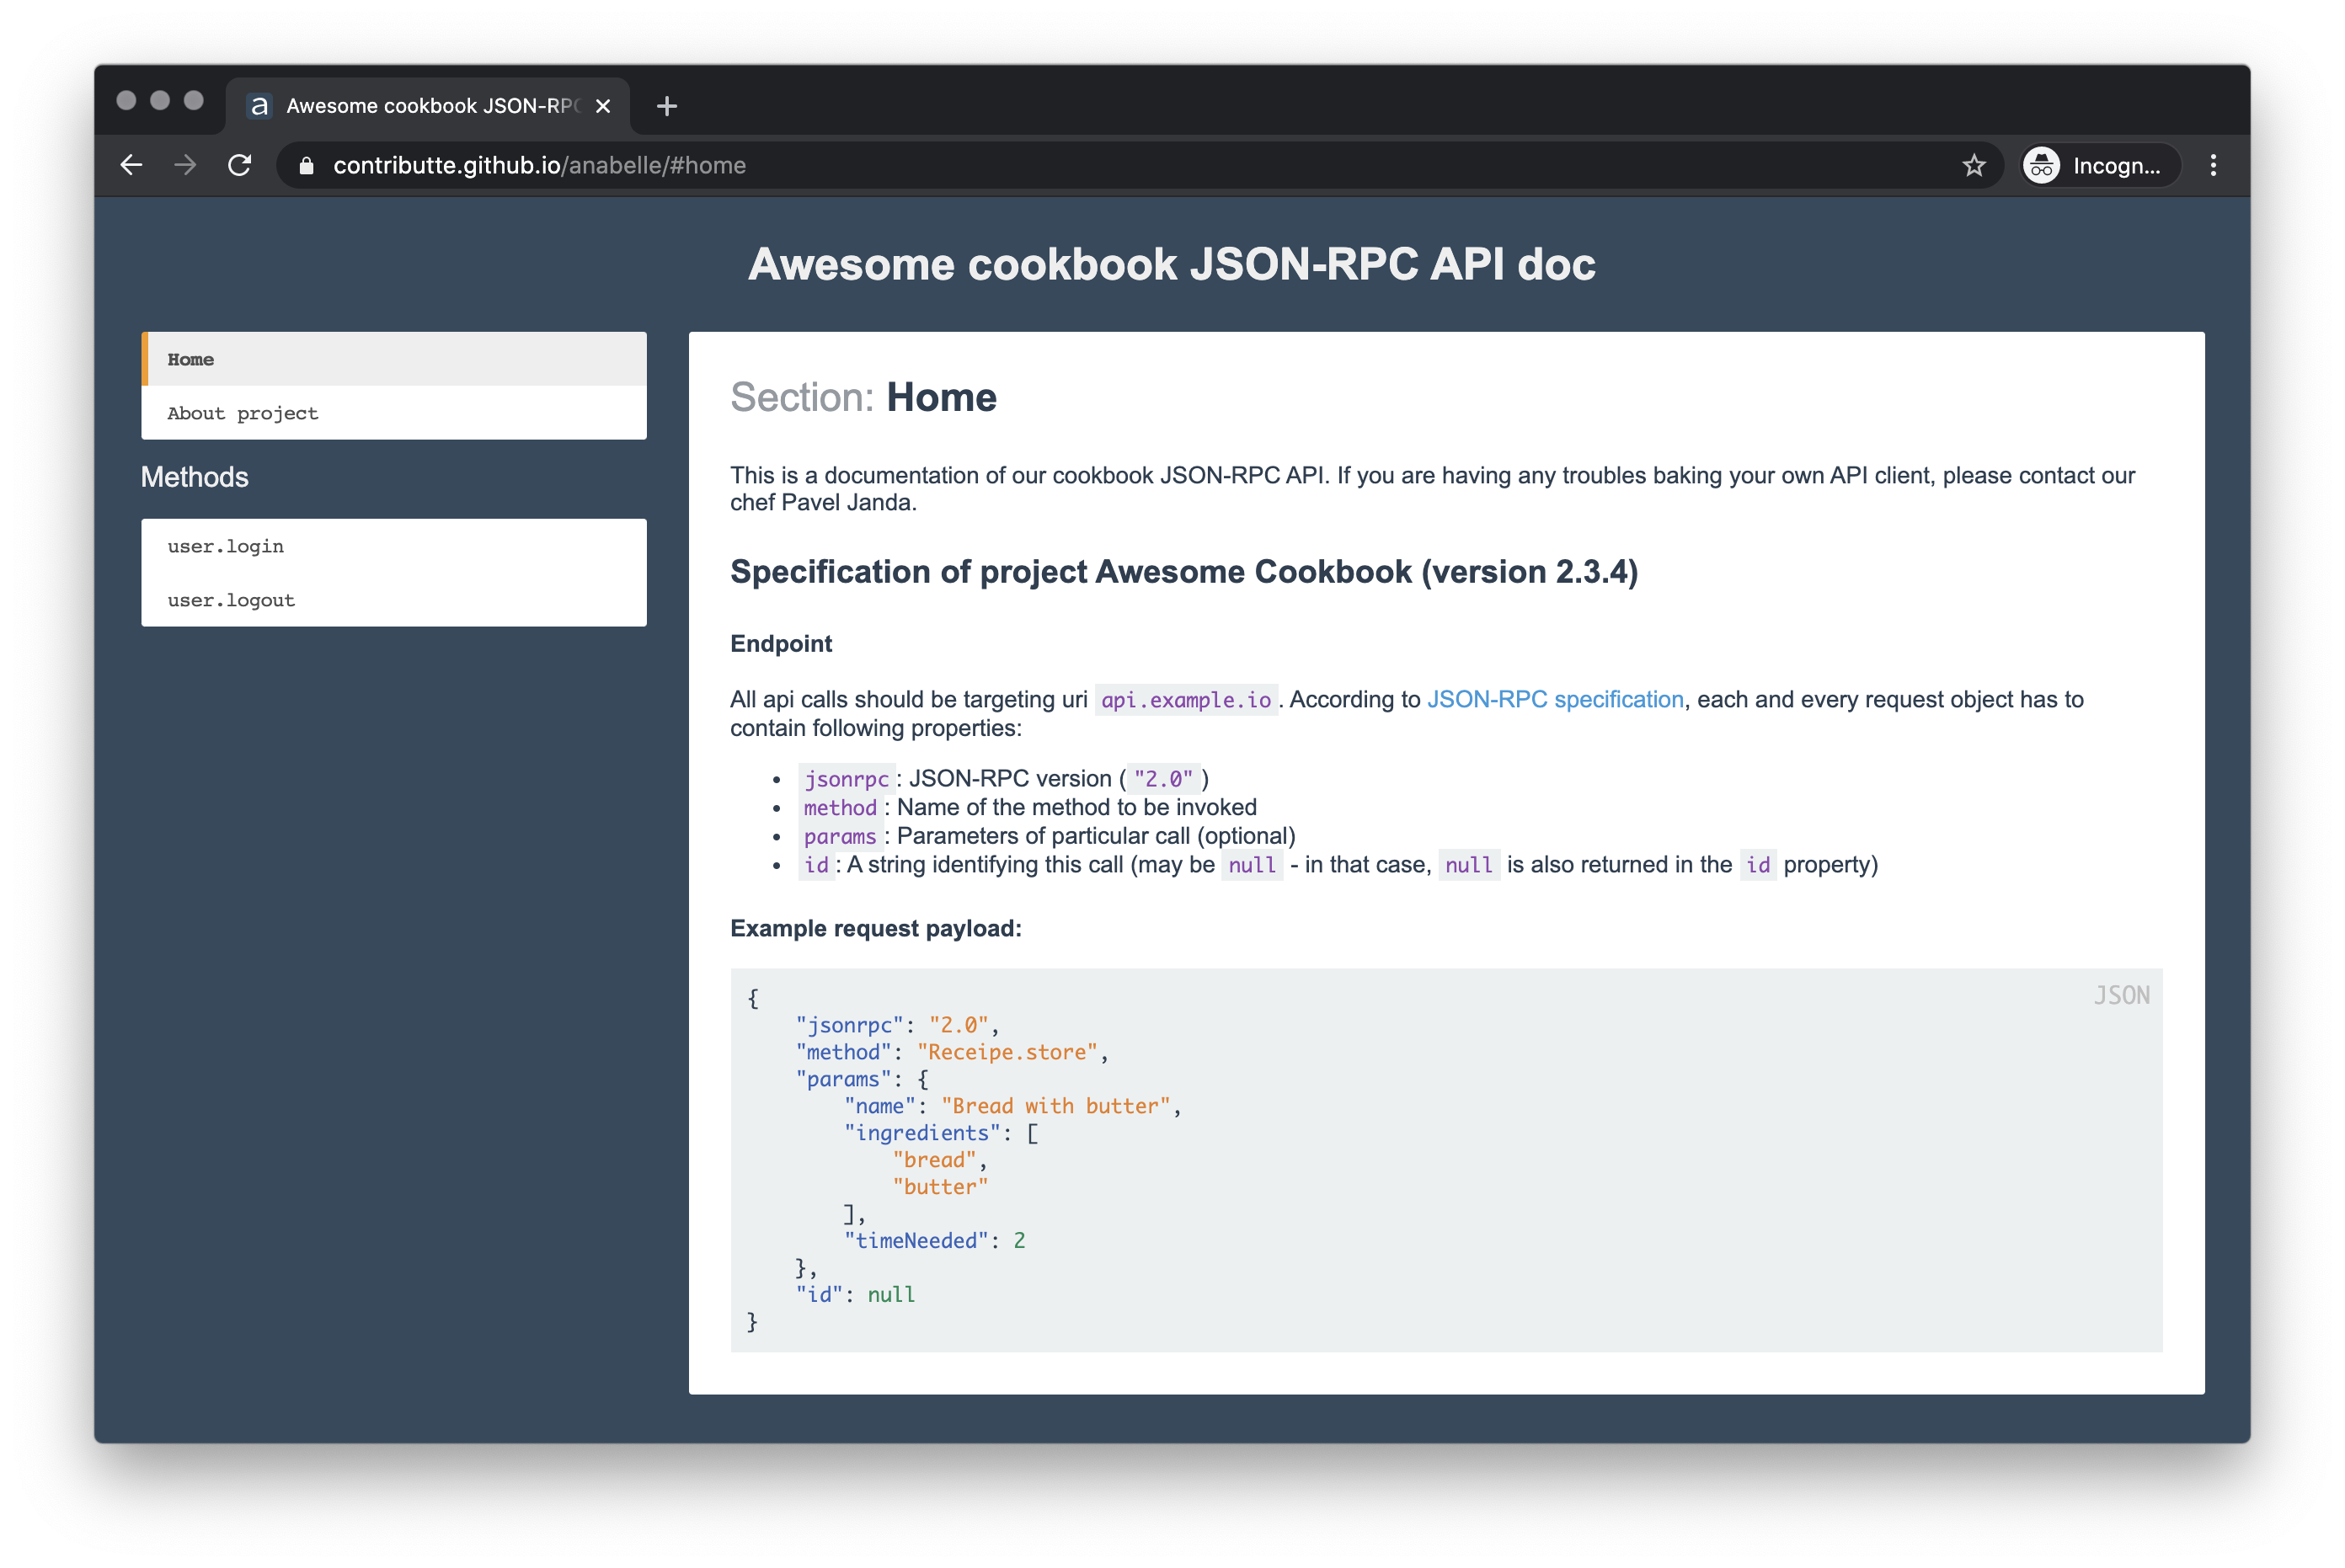 a Awesome cookbook JSON-RPC
contributte.github.io/anabelle/#home
Incogn...
Awesome cookbook JSON-RPC API doc
Home
About project
Methods
user.login
user.logout
Section: Home
This is a documentation of our cookbook JSON-RPC API. If you are having any troubles baking your own API client, please contact our
chef Pavel Janda.
Specification of project Awesome Cookbook (version 2.3.4)
Endpoint
All api calls should be targeting uri api.example.io. According to JSON-RPC specification, each and every request object has to
contain following properties:
• jsonrpc: JSON-RPC version ("2.0")
• method: Name of the method to be invoked
• params: Parameters of particular call (optional)
• id: A string identifying this call (may be null - in that case, null is also returned in the id property)
Example request payload:
JSON
{
    "jsonrpc": "2.0",
    "method": "Receipe.store",
    "params": {
        "name": "Bread with butter",
        "ingredients": [
            "bread",
            "butter"
        ],
        "timeNeeded": 2
    },
    "id": null
}